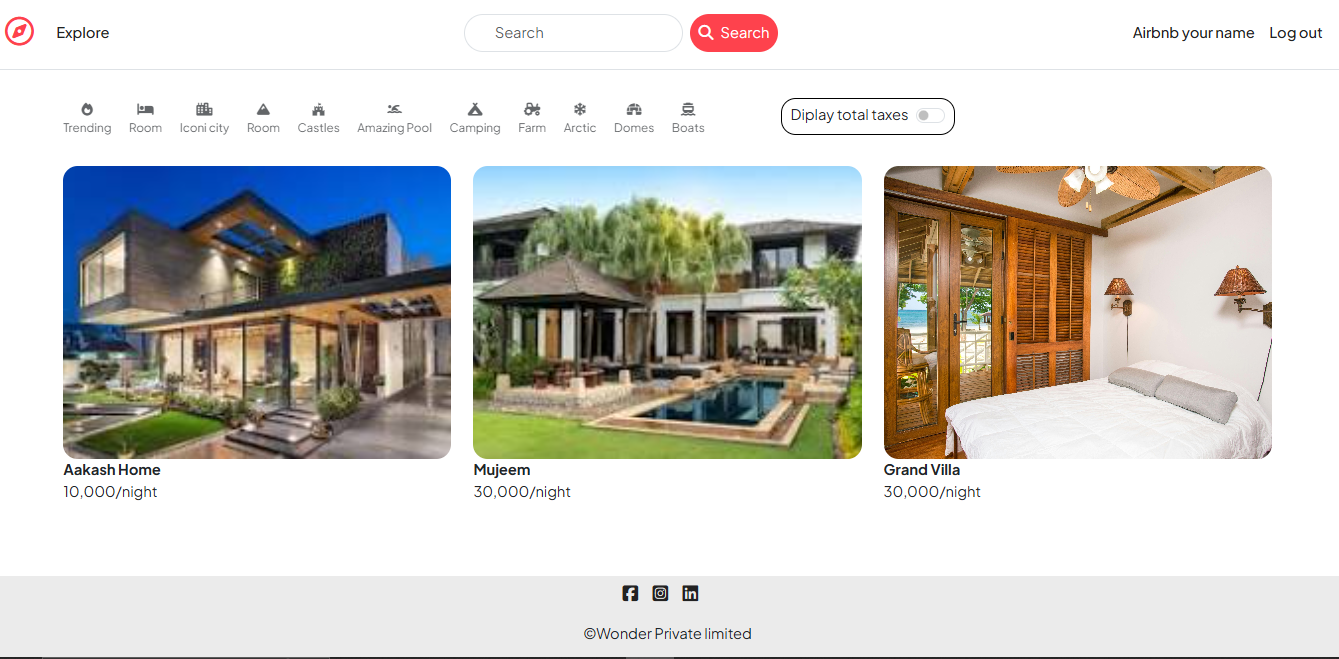 Explore
Search
Search
Airbnb your name
Log out
Trending
Room
Iconi city
Room
Castles
Amazing Pool
Camping
Farm
Arctic
Domes
Boats
Diplay total taxes
Aakash Home
10,000/night
Mujeem
30,000/night
Grand Villa
30,000/night
©Wonder Private limited